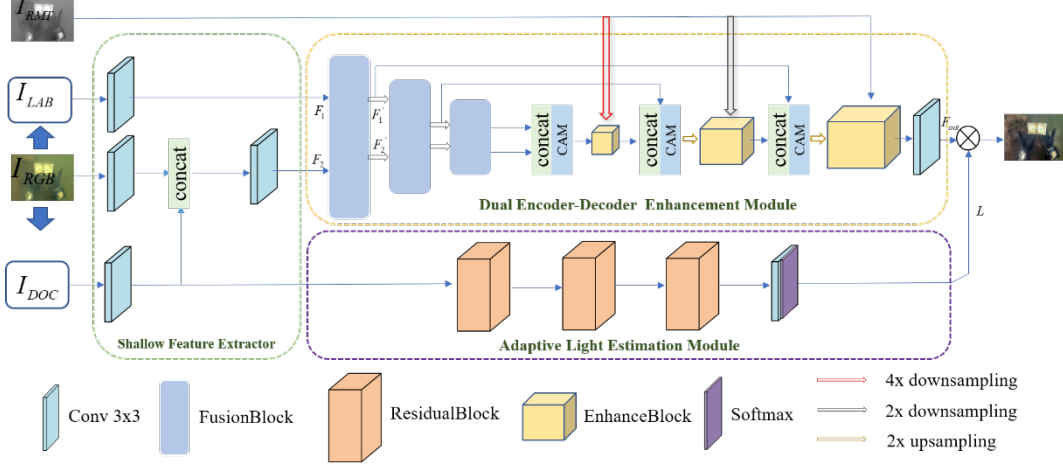 I_RMT
I_LAB
I_RGB
I_DOC
concat
Shallow Feature Extractor
F_1
F_2
F_1'
F_2'
concat
CAM
concat
CAM
concat
CAM
F_out
L
Dual Encoder-Decoder Enhancement Module
Adaptive Light Estimation Module
Conv 3x3
FusionBlock
ResidualBlock
EnhanceBlock
Softmax
4x downsampling
2x downsampling
2x upsampling